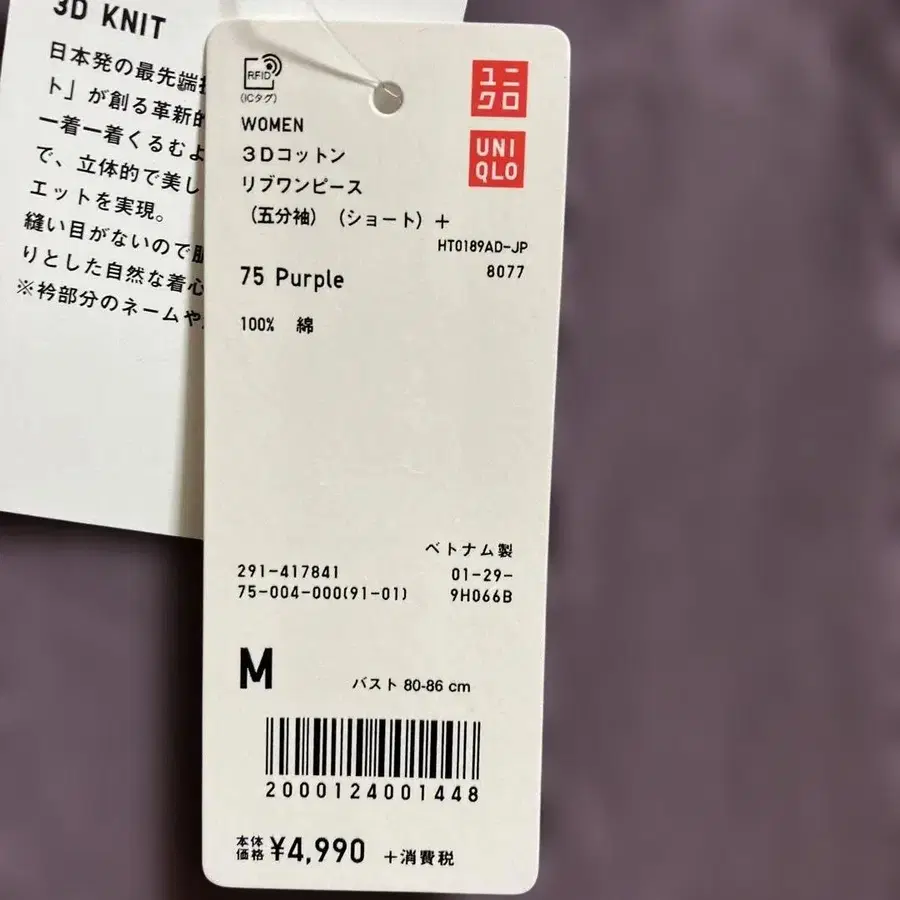 3D KNIT
日本発の最先端
ト」が創る革新的
一着一着くるむよ
で、立体的で美し
エットを実現。
縫い目がないので肌
りとした自然な着心
※衿部分のネームや
RFID
(ICタグ)
ユニ
クロ
UNI
QLO
WOMEN
3Dコットン
リブワンピース
(五分袖)(ショート)+
HT0189AD-JP
8077
75 Purple
100% 綿
ベトナム製
291-417841 01-29-
75-004-000(91-01) 9H066B
M バスト 80-86 cm
2000124001448
本体価格 ¥4,990 +消費税